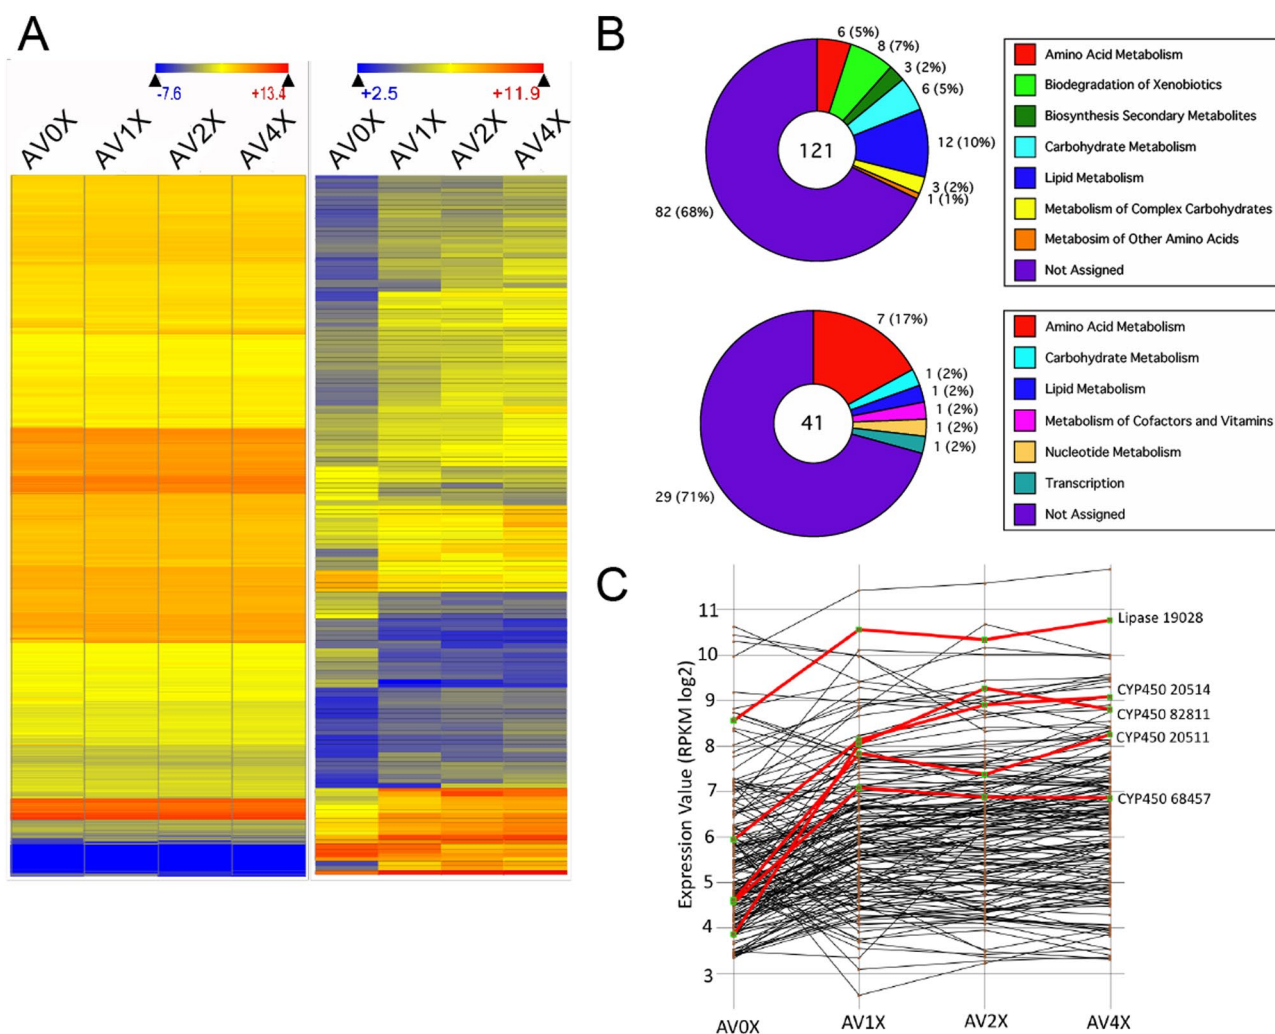 A
-7.6 +13.4
+2.5 +11.9
AV0X AV1X AV2X AV4X
AV0X AV1X AV2X AV4X
B
6 (5%)
8 (7%)
3 (2%)
6 (5%)
12 (10%)
3 (2%)
1 (1%)
82 (68%)
121
Amino Acid Metabolism
Biodegradation of Xenobiotics
Biosynthesis Secondary Metabolites
Carbohydrate Metabolism
Lipid Metabolism
Metabolism of Complex Carbohydrates
Metabosim of Other Amino Acids
Not Assigned
7 (17%)
1 (2%)
1 (2%)
1 (2%)
1 (2%)
1 (2%)
29 (71%)
41
Amino Acid Metabolism
Carbohydrate Metabolism
Lipid Metabolism
Metabolism of Cofactors and Vitamins
Nucleotide Metabolism
Transcription
Not Assigned
C
Expression Value (RPKM log2)
11
10
9
8
7
6
5
4
3
Lipase 19028
CYP450 20514
CYP450 82811
CYP450 20511
CYP450 68457
AV0X AV1X AV2X AV4X